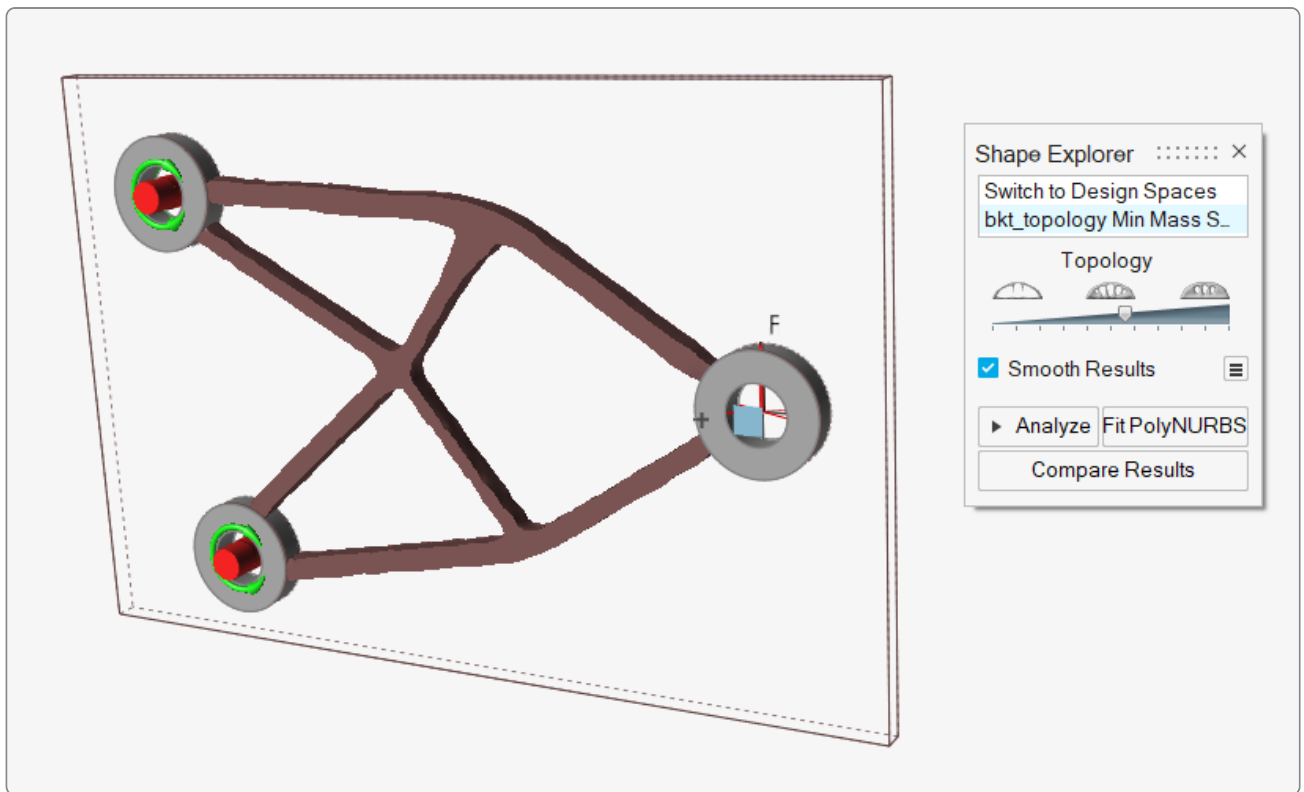 F
Shape Explorer
Switch to Design Spaces
bkt_topology Min Mass S...
Topology
Smooth Results
Analyze
Fit PolyNURBS
Compare Results